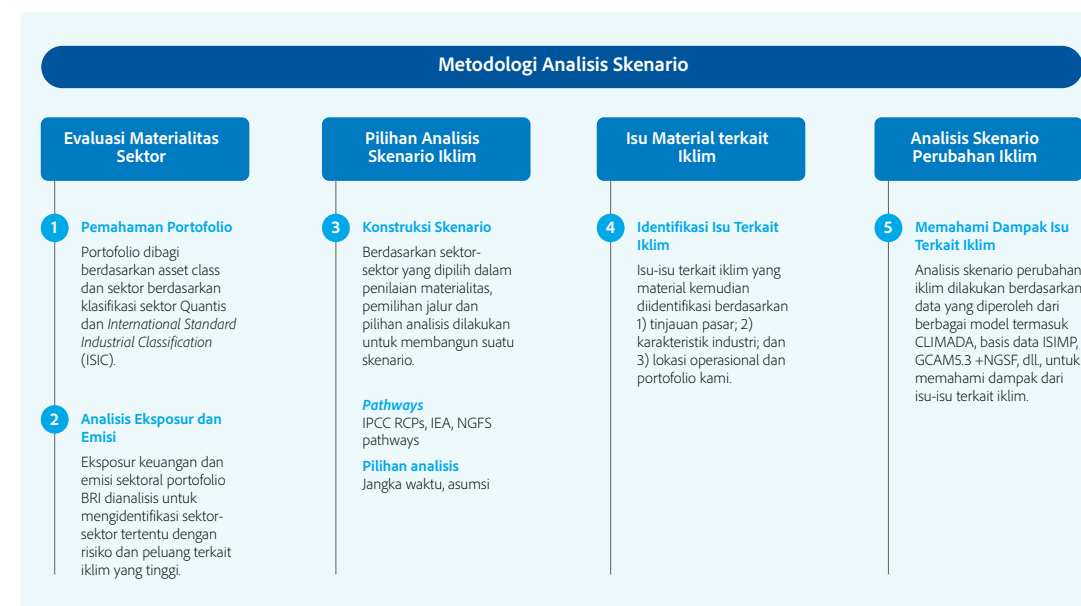 Metodologi Analisis Skenario
Evaluasi Materialitas
Sektor
1
Pemahaman Portofolio
Portofolio dibagi
berdasarkan asset class
dan sektor berdasarkan
klasifikasi sektor Quantis
dan International Standard
Industrial Classification
(ISIC).
2
Analisis Eksposur dan
Emisi
Eksposur keuangan dan
emisi sektoral portofolio
BRI dianalisis untuk
mengidentifikasi sektor-
sektor tertentu dengan
risiko dan peluang terkait
iklim yang tinggi.
Pilihan Analisis
Skenario Iklim
3
Konstruksi Skenario
Berdasarkan sektor-
sektor yang dipilih dalam
penilaian materialitas,
pemilihan jalur dan
pilihan analisis dilakukan
untuk membangun suatu
skenario.
Pathways
IPCC RCPs, IEA, NGFS
pathways
Pilihan analisis
Jangka waktu, asumsi
Isu Material terkait
Iklim
4
Identifikasi Isu Terkait
Iklim
Isu-isu terkait iklim yang
material kemudian
diidentifikasi berdasarkan
1) tinjauan pasar; 2)
karakteristik industri; dan
3) lokasi operasional dan
portofolio kami.
Analisis Skenario
Perubahan Iklim
5
Memahami Dampak Isu
Terkait Iklim
Analisis skenario perubahan
iklim dilakukan berdasarkan
data yang diperoleh dari
berbagai model termasuk
CLIMADA, basis data ISIMP,
GCAM5.3 +NGSF, dll., untuk
memahami dampak dari
isu-isu terkait iklim.